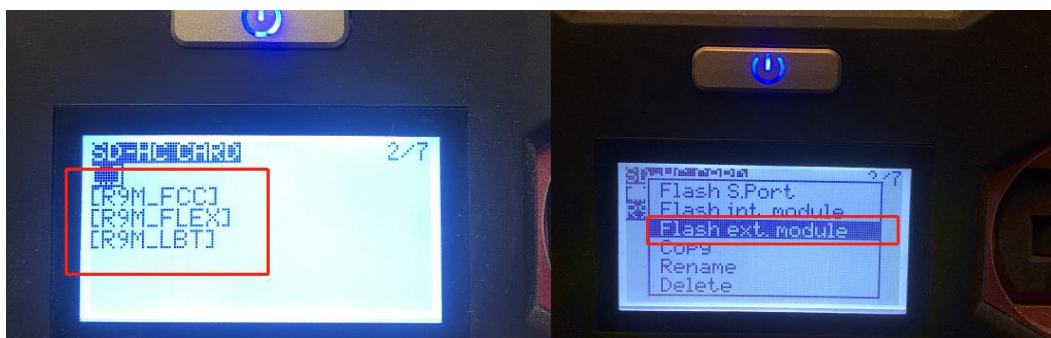 SD-HC CARD 2/7
[R9M_FCC]
[R9M_FLEX]
[R9M_LBT]
2/7
Flash S.Port
Flash int. module
Flash ext. module
Copy
Rename
Delete